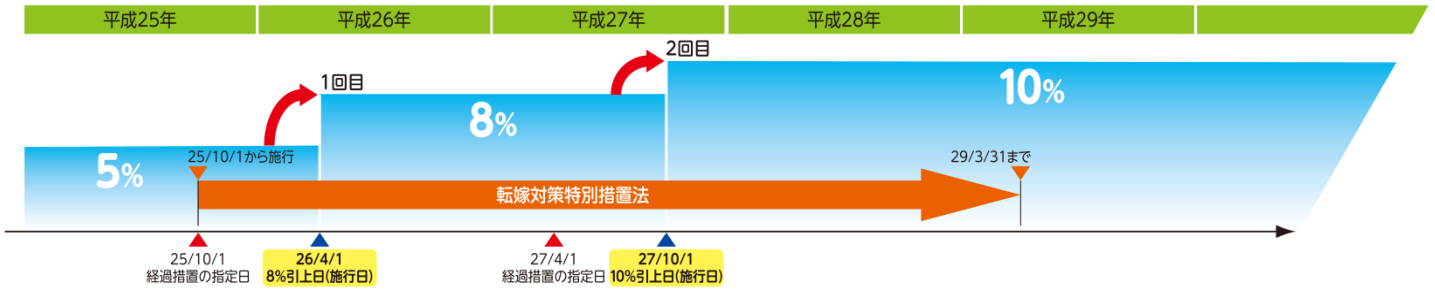 平成25年
平成26年
平成27年
平成28年
平成29年
2回目
1回目
10%
8%
5%
25/10/1から施行
29/3/31まで
転嫁対策特別措置法
25/10/1
経過措置の指定日
26/4/1
8%引上日(施行日)
27/4/1
経過措置の指定日
27/10/1
10%引上日(施行日)